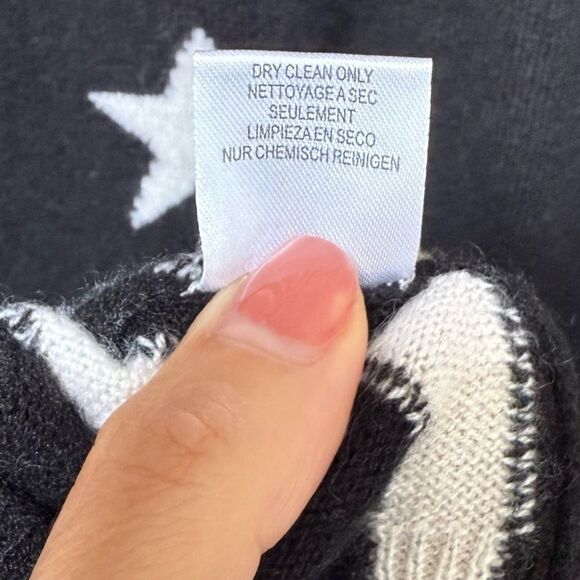 DRY CLEAN ONLY
NETTOYAGE A SEC
SEULEMENT
LIMPIEZA EN SECO
NUR CHEMISCH REINIGEN